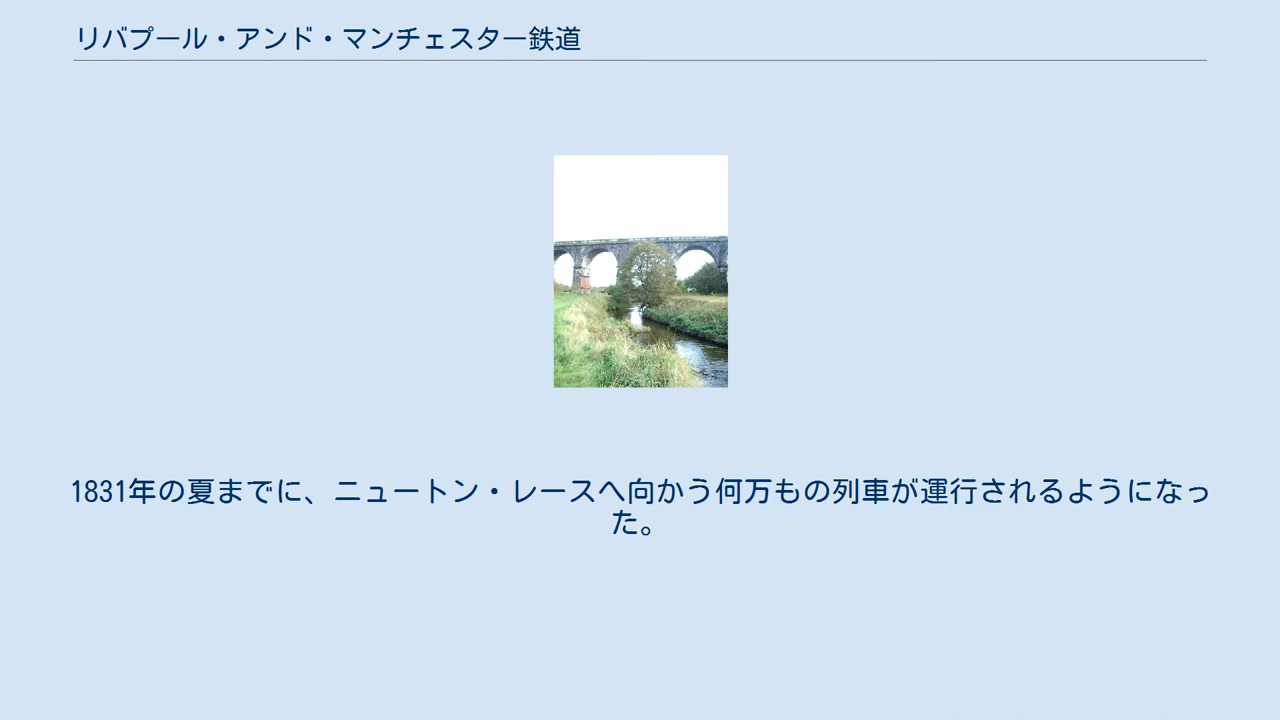 リバプール・アンド・マンチェスター鉄道
1831年の夏までに、ニュートン・レースへ向かう何万もの列車が運行されるようになっ
た。